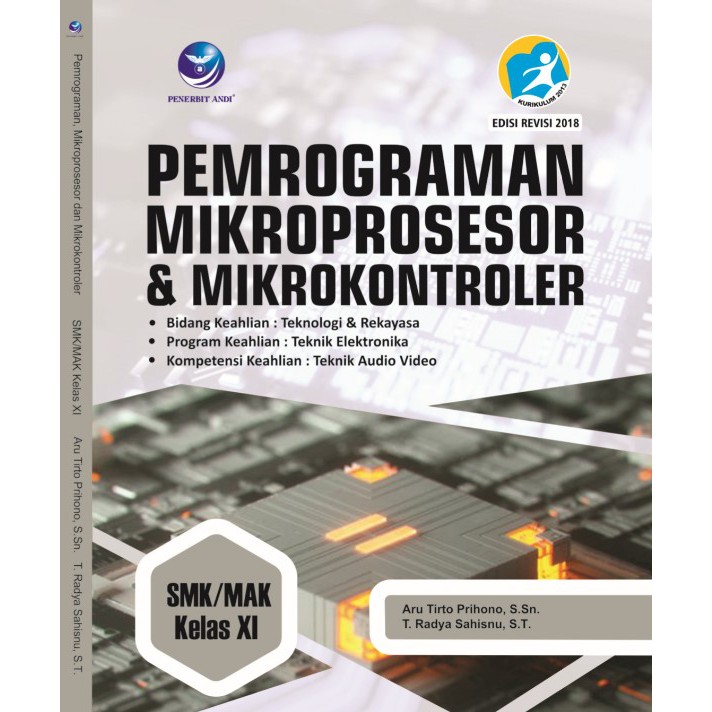 Pemrograman, Mikroprosesor dan Mikrokontroler SMK/MAK Kelas XI Aru Tirto Prihono, S.Sn. T. Radya Sahisnu, S.T.
PENERBIT ANDI®
KURIKULUM 2013
EDISI REVISI 2018
PEMROGRAMAN
MIKROPROSESOR
& MIKROKONTROLER
• Bidang Keahlian : Teknologi & Rekayasa
• Program Keahlian : Teknik Elektronika
• Kompetensi Keahlian : Teknik Audio Video
SMK/MAK
Kelas XI
Aru Tirto Prihono, S.Sn.
T. Radya Sahisnu, S.T.